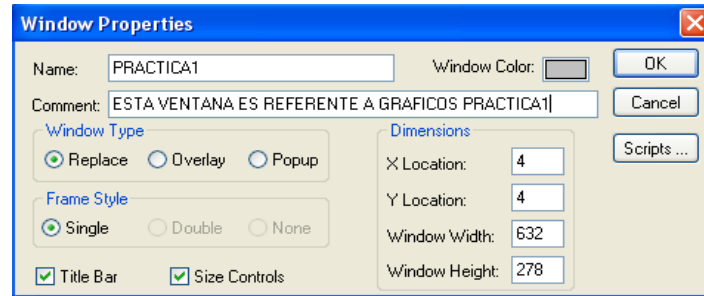 Window Properties
Name: PRACTICA1 Window Color: OK
Comment: ESTA VENTANA ES REFERENTE A GRAFICOS PRACTICA1 Cancel
Window Type Dimensions Scripts ...
Replace Overlay Popup X Location: 4
Frame Style Y Location: 4
Single Double None Window Width: 632
Title Bar Size Controls Window Height: 278